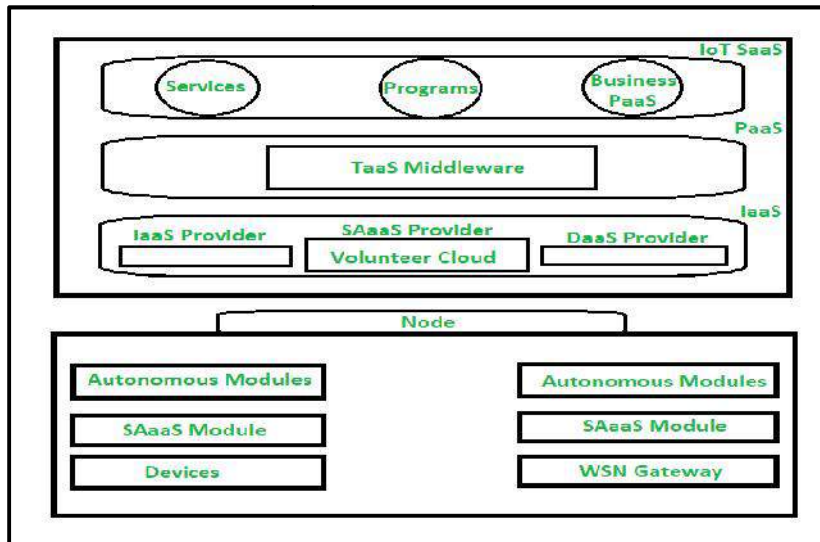 IoT SaaS
Services
Programs
Business
PaaS
PaaS
TaaS Middleware
IaaS
IaaS Provider
SAaaS Provider
DaaS Provider
Volunteer Cloud
Node
Autonomous Modules
Autonomous Modules
SAaaS Module
SAaaS Module
Devices
WSN Gateway